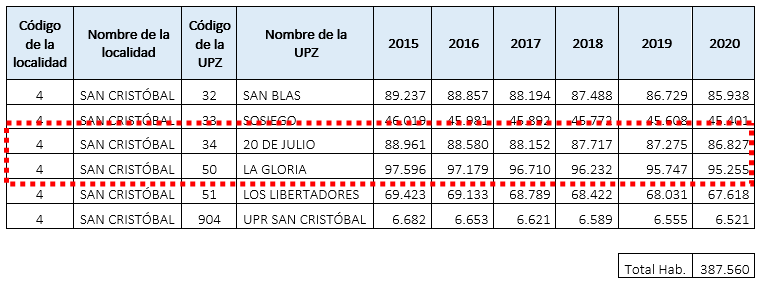 Código de la localidad	Nombre de la localidad	Código de la UPZ	Nombre de la UPZ	2015	2016	2017	2018	2019	2020
4	SAN CRISTÓBAL	32	SAN BLAS	89.237	88.857	88.194	87.488	86.729	85.938
4	SAN CRISTÓBAL	33	SOSIEGO	46.019	45.981	45.892	45.772	45.608	45.401
4	SAN CRISTÓBAL	34	20 DE JULIO	88.961	88.580	88.152	87.717	87.275	86.827
4	SAN CRISTÓBAL	50	LA GLORIA	97.596	97.179	96.710	96.232	95.747	95.255
4	SAN CRISTÓBAL	51	LOS LIBERTADORES	69.423	69.133	68.789	68.422	68.031	67.618
4	SAN CRISTÓBAL	904	UPR SAN CRISTÓBAL	6.682	6.653	6.621	6.589	6.555	6.521
Total Hab.	387.560